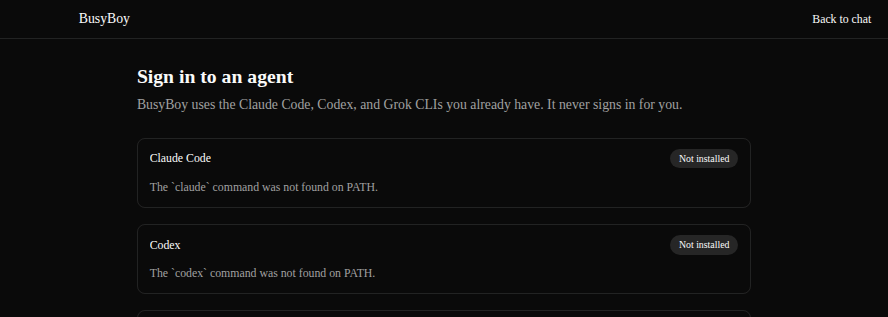 BusyBoy
Back to chat
Sign in to an agent
BusyBoy uses the Claude Code, Codex, and Grok CLIs you already have. It never signs in for you.
Claude Code
Not installed
The `claude` command was not found on PATH.
Codex
Not installed
The `codex` command was not found on PATH.